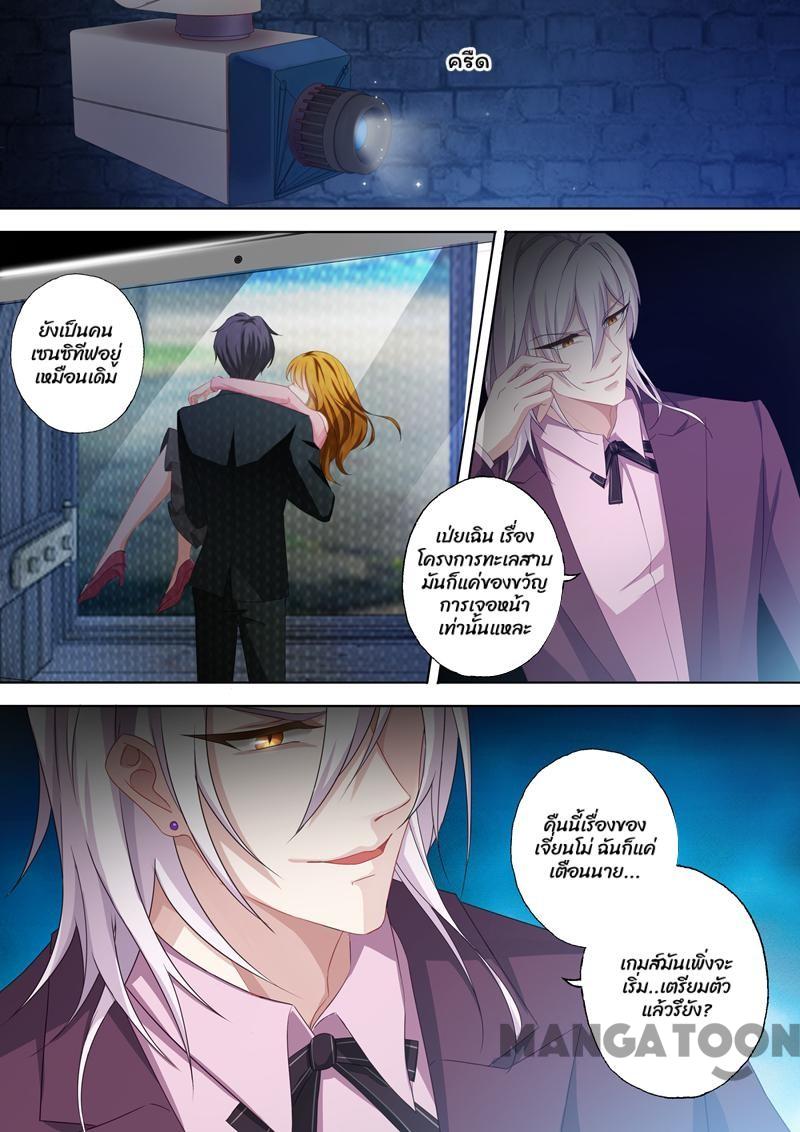 ครืด
ยังเป็นคน
เซนซิทีฟอยู่
เหมือนเดิม
เป่ยเฉิน เรื่อง
โครงการทะเลสาบ
มันก็แค่ของขวัญ
การเจอหน้า
เท่านั้นแหละ
คืนนี้เรื่องของ
เจี่ยนโม่ ฉันก็แค่
เตือนนาย...
เกมส์มันเพิ่งจะ
เริ่ม..เตรียมตัว
แล้วรึยัง?
MANGATOON